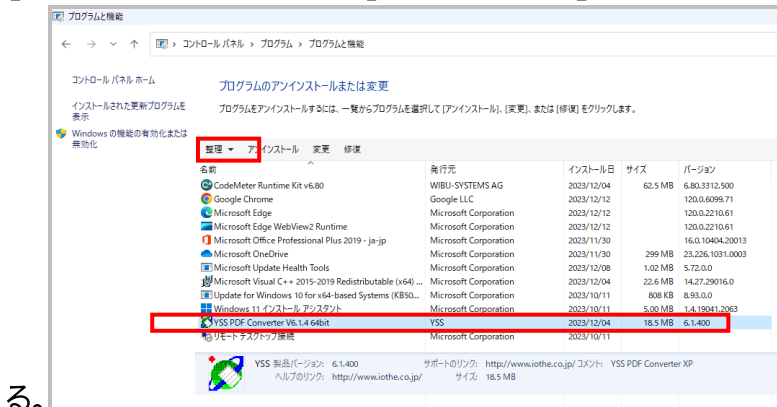 プログラムと機能
コントロール パネル › プログラム › プログラムと機能
コントロール パネル ホーム
インストールされた更新プログラムを
表示
Windows の機能の有効化または
無効化
プログラムのアンインストールまたは変更
プログラムをアンインストールするには、一覧からプログラムを選択して [アンインストール]、[変更]、または [修復] をクリックします。
整理 アンインストール 変更 修復
名前 発行元 インストール日 サイズ バージョン
CodeMeter Runtime Kit v6.80 WIBU-SYSTEMS AG 2023/12/04 62.5 MB 6.80.3312.500
Google Chrome Google LLC 2023/12/12 120.0.6099.71
Microsoft Edge Microsoft Corporation 2023/12/12 120.0.2210.61
Microsoft Edge WebView2 Runtime Microsoft Corporation 2023/12/12 120.0.2210.61
Microsoft Office Professional Plus 2019 - ja-jp Microsoft Corporation 2023/11/30 16.0.10404.20013
Microsoft OneDrive Microsoft Corporation 2023/11/30 299 MB 23.226.1031.0003
Microsoft Update Health Tools Microsoft Corporation 2023/12/08 1.02 MB 5.72.0.0
Microsoft Visual C++ 2015-2019 Redistributable (x64) ... Microsoft Corporation 2023/12/04 22.6 MB 14.27.29016.0
Update for Windows 10 for x64-based Systems (KB50... Microsoft Corporation 2023/10/11 808 KB 8.93.0.0
Windows 11 インストール アシスタント Microsoft Corporation 2023/10/11 5.00 MB 1.4.19041.2063
YSS PDF Converter V6.1.4 64bit YSS 2023/12/04 18.5 MB 6.1.400
リモート デスクトップ接続 Microsoft Corporation 2023/10/11
YSS 製品バージョン: 6.1.400 サポートのリンク: http://www.iothe.co.jp/ コメント: YSS PDF Converter XP
ヘルプのリンク: http://www.iothe.co.jp/ サイズ: 18.5 MB
る。